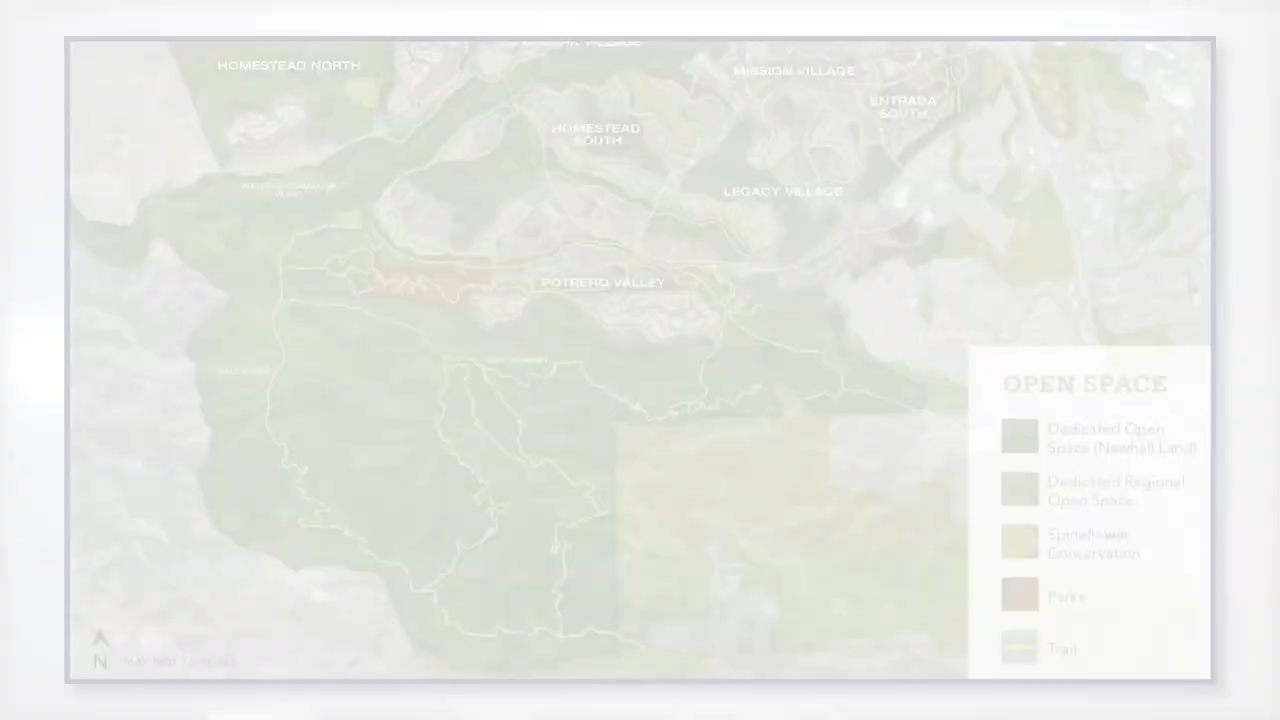 HOMESTEAD NORTH
MISSION VILLAGE
ENTRADA
SOUTH
HOMESTEAD
SOUTH
LEGACY VILLAGE
POTRERO VALLEY
OPEN SPACE
Dedicated Open
Space (Newhall Land)
Dedicated Regional
Open Space
Spineflower
Conservation
Parks
Trail
N